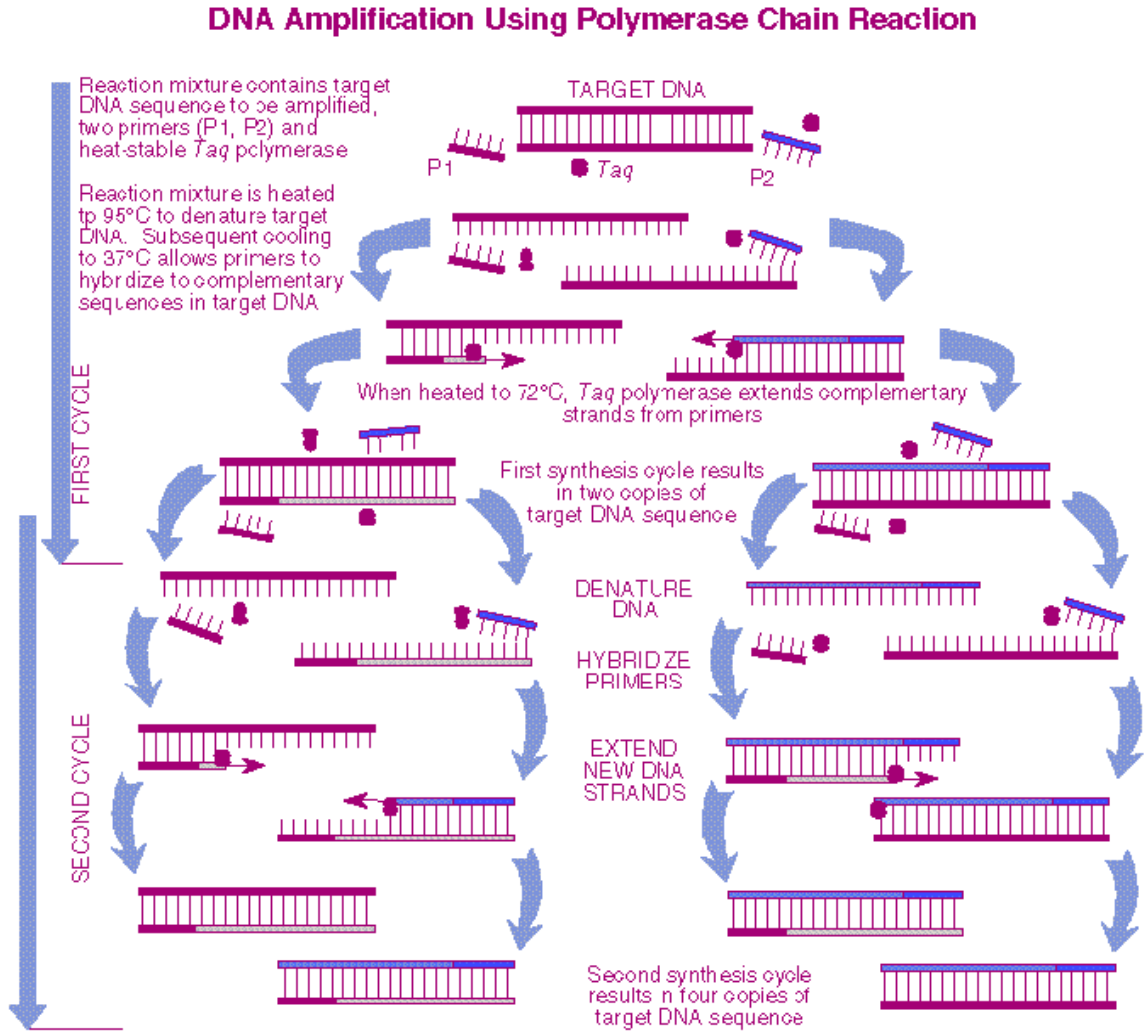 DNA Amplification Using Polymerase Chain Reaction
Reaction mixture contains target
DNA sequence to be amplified,
two primers (P1, P2) and
heat-stable Taq polymerase
TARGET DNA
P1
Taq
P2
Reaction mixture is heated
tp 95°C to denature target
DNA. Subsequent cooling
to 37°C allows primers to
hybridize to complementary
sequences in target DNA
FIRST CYCLE
When heated to 72°C, Taq polymerase extends complementary
strands from primers
First synthesis cycle results
in two copies of
target DNA sequence
SECOND CYCLE
DENATURE
DNA
HYBRIDZE
PRIMERS
EXTEND
NEW DNA
STRANDS
Second synthesis cycle
results in four copies of
target DNA sequence